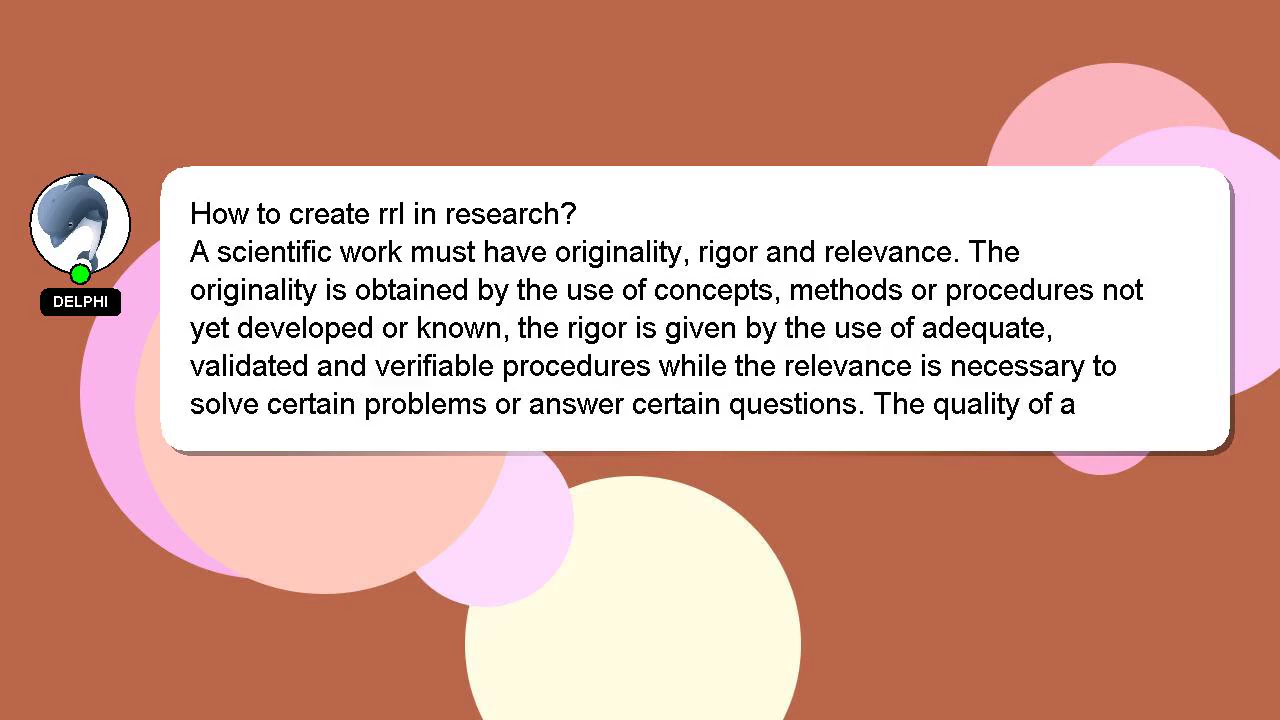 DELPHI
How to create rrl in research?
A scientific work must have originality, rigor and relevance. The
originality is obtained by the use of concepts, methods or procedures not
yet developed or known, the rigor is given by the use of adequate,
validated and verifiable procedures while the relevance is necessary to
solve certain problems or answer certain questions. The quality of a